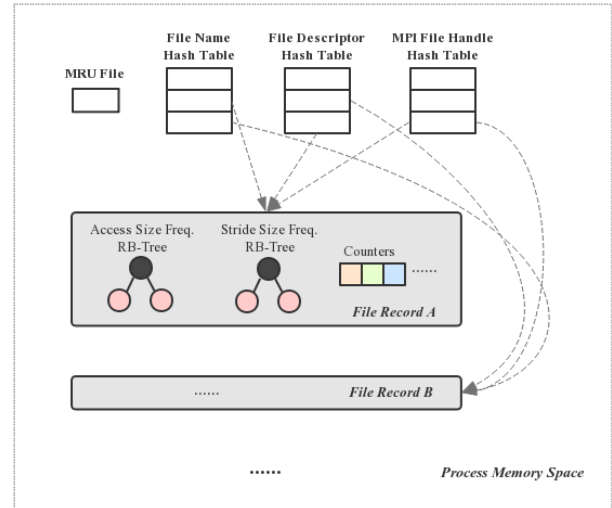 File Name
Hash Table
File Descriptor
Hash Table
MPI File Handle
Hash Table
MRU File
Access Size Freq.
RB-Tree
Stride Size Freq.
RB-Tree
Counters
......
File Record A
......
File Record B
......
Process Memory Space